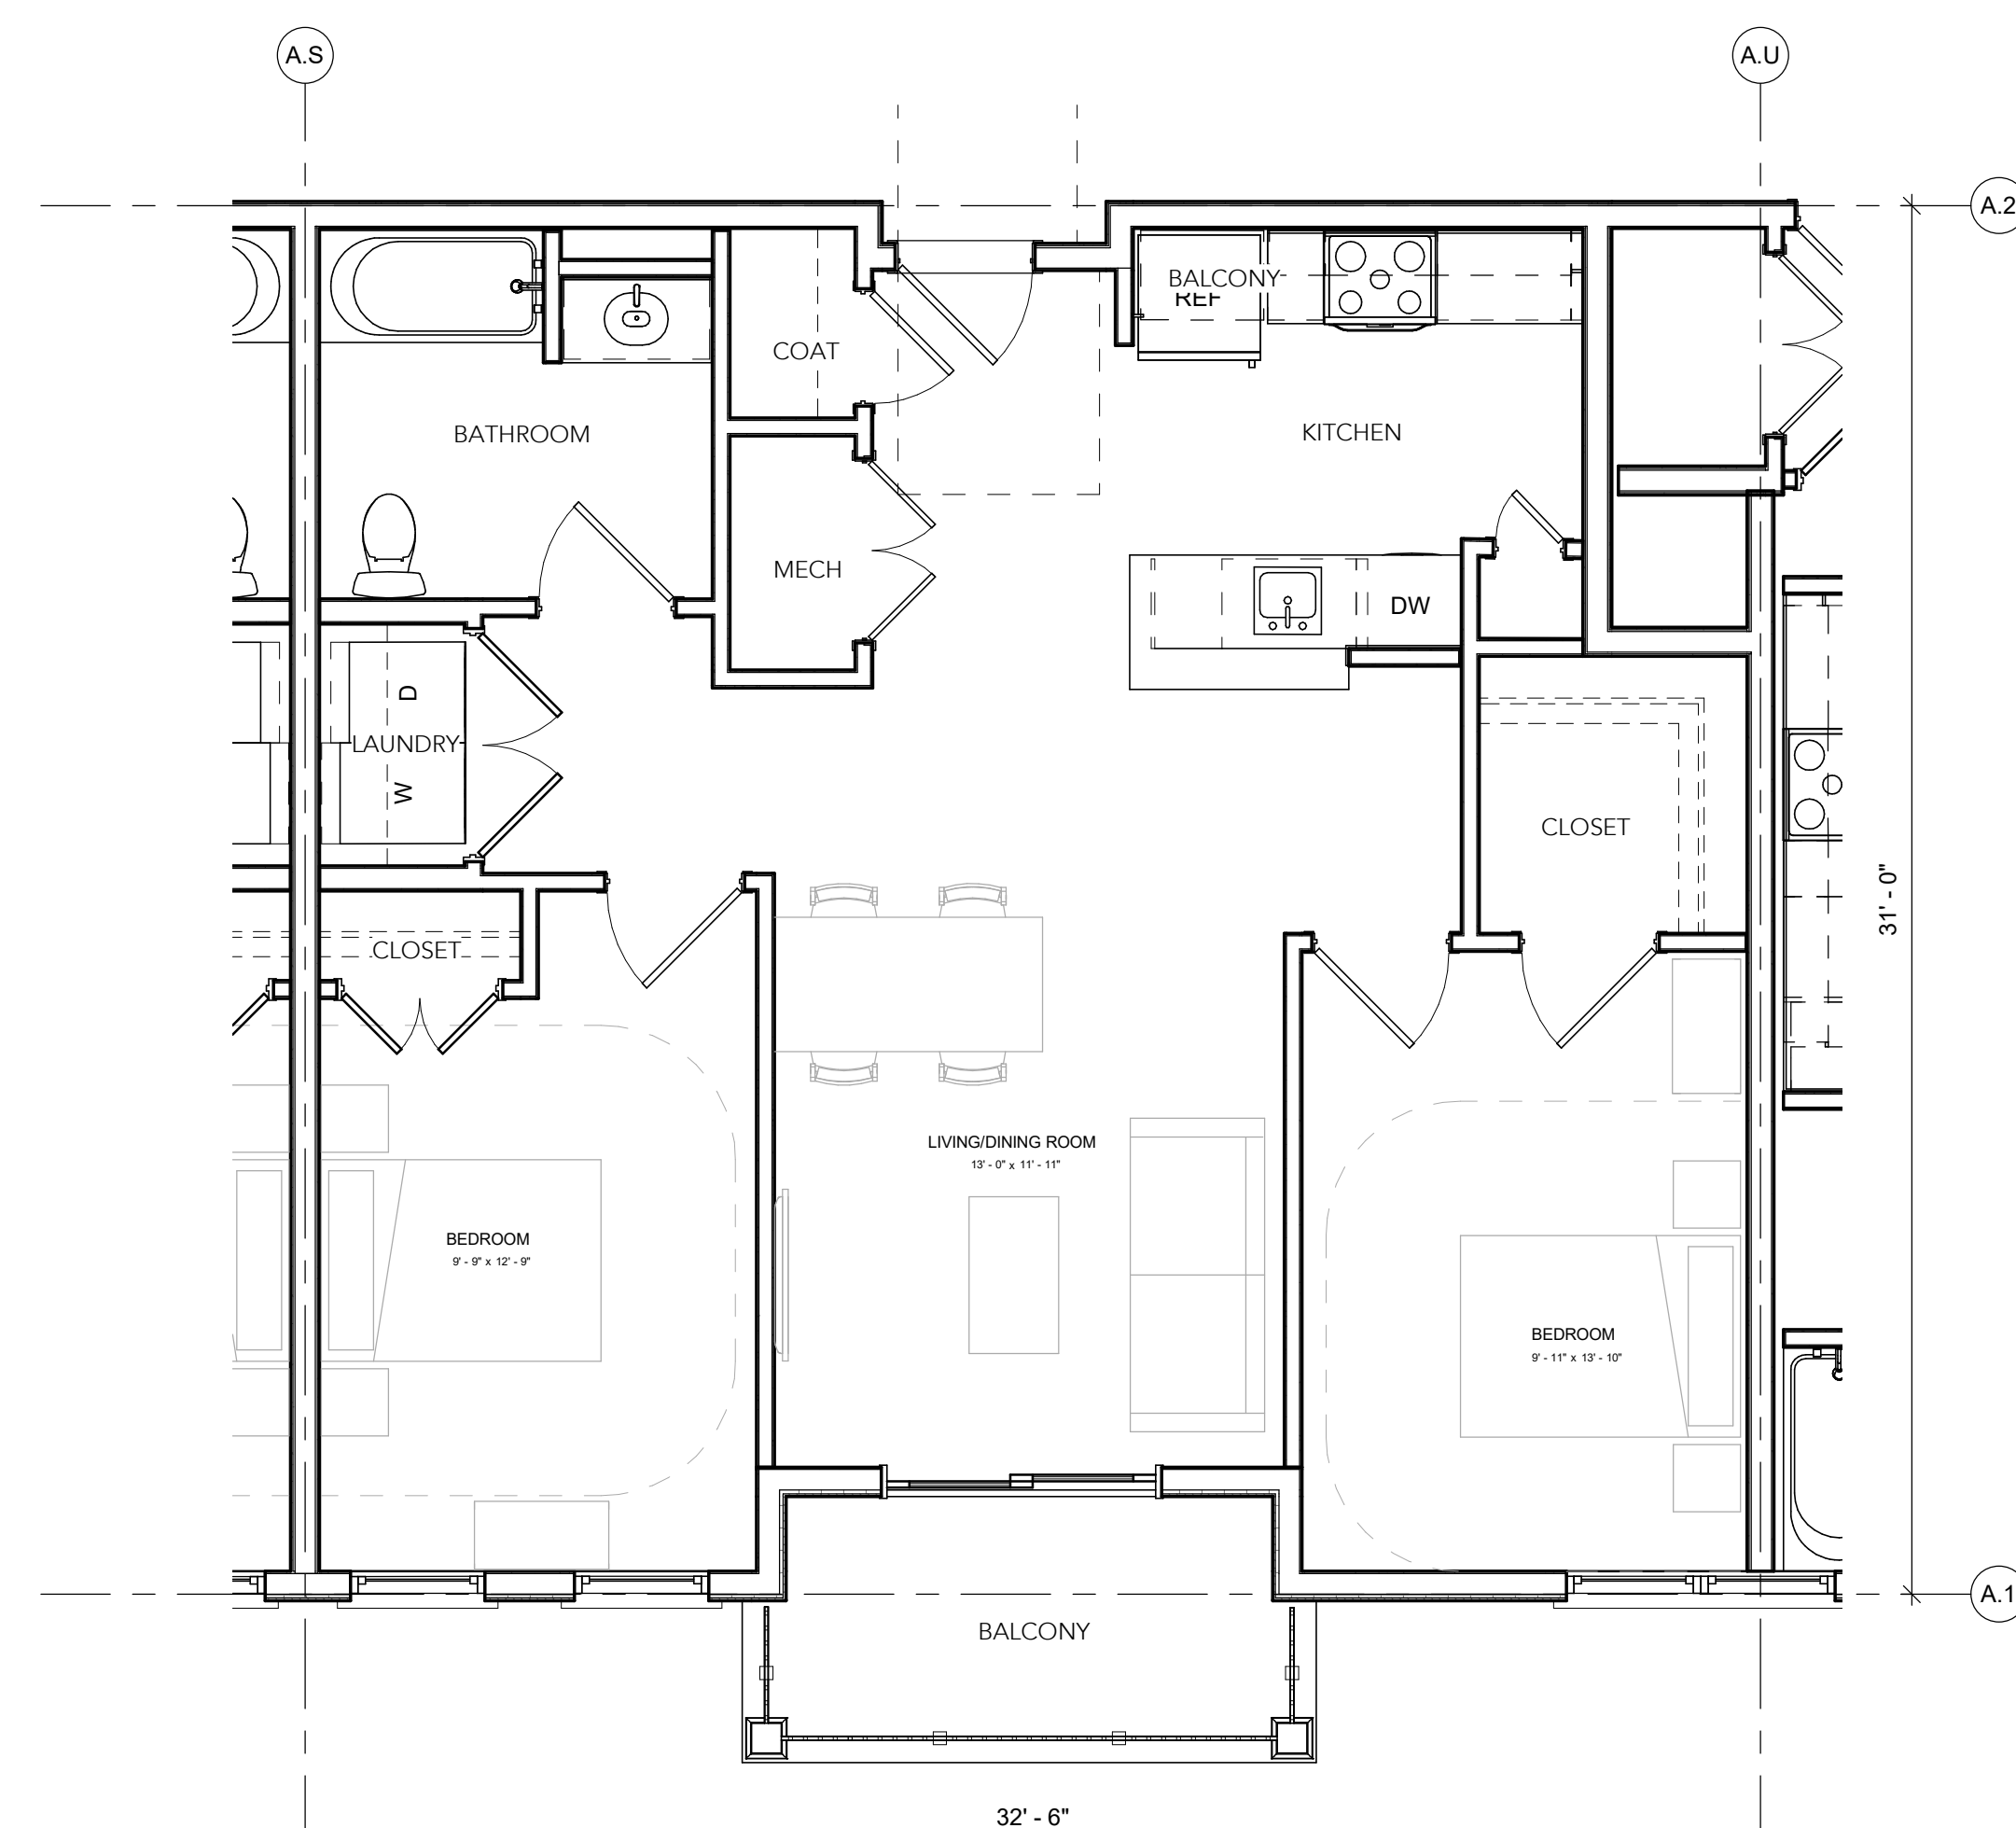 A.S
A.U
A.2
BALCONY
REF
COAT
BATHROOM
KITCHEN
MECH
DW
D
LAUNDRY
W
CLOSET
CLOSET
31' - 0"
LIVING/DINING ROOM
13' - 0" x 11' - 11"
BEDROOM
9' - 9" x 12' - 9"
BEDROOM
9' - 11" x 13' - 10"
A.1
BALCONY
32' - 6"